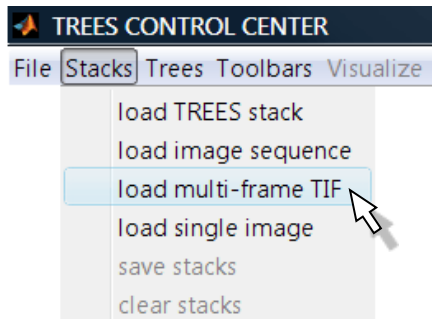 TREES CONTROL CENTER
File Stacks Trees Toolbars Visualize
load TREES stack
load image sequence
load multi-frame TIF
load single image
save stacks
clear stacks